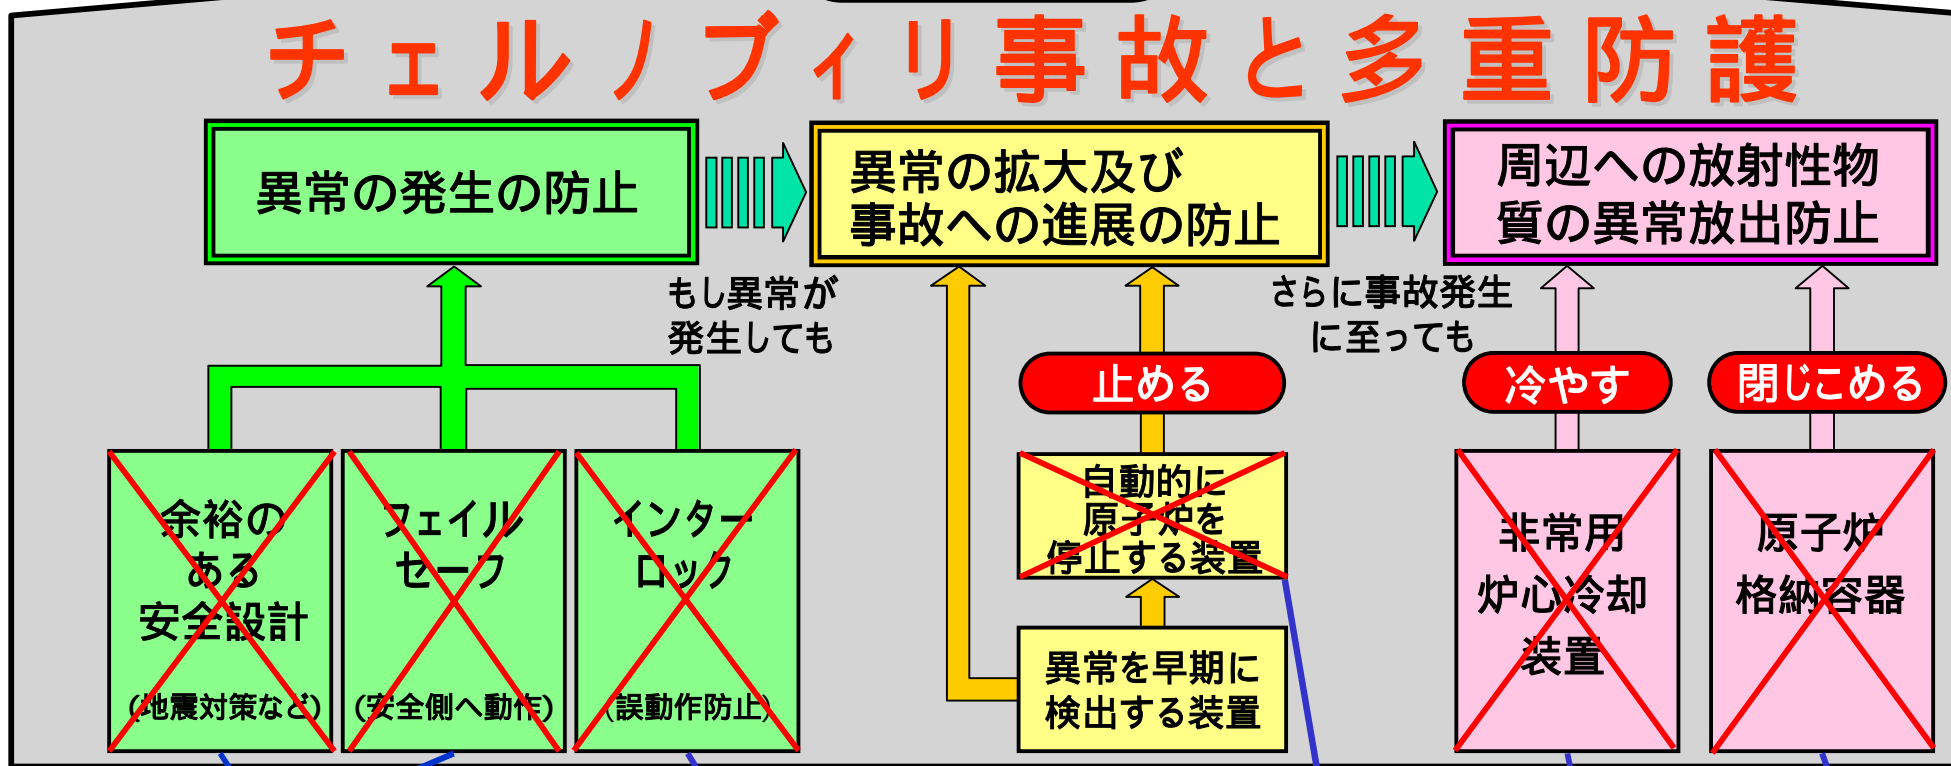 チェルノブィリ事故と多重防護
異常の発生の防止
異常の拡大及び
事故への進展の防止
周辺への放射性物
質の異常放出防止
もし異常が
発生しても
さらに事故発生
に至っても
止める
冷やす
閉じこめる
余裕の
ある
安全設計
(地震対策など)
フェイル
セーフ
(安全側へ動作)
インター
ロック
(誤動作防止)
自動的に
原子炉を
停止する装置
異常を早期に
検出する装置
非常用
炉心冷却
装置
原子炉
格納容器